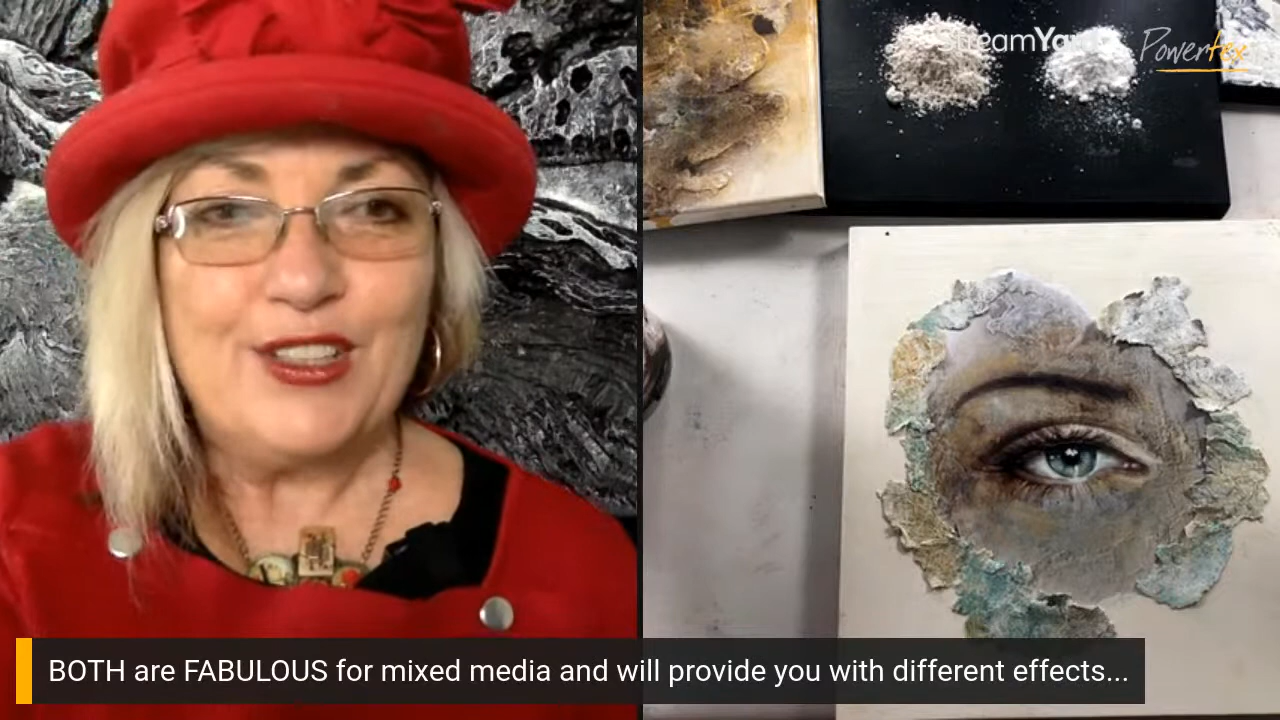 StreamYard
Powertex
BOTH are FABULOUS for mixed media and will provide you with different effects...